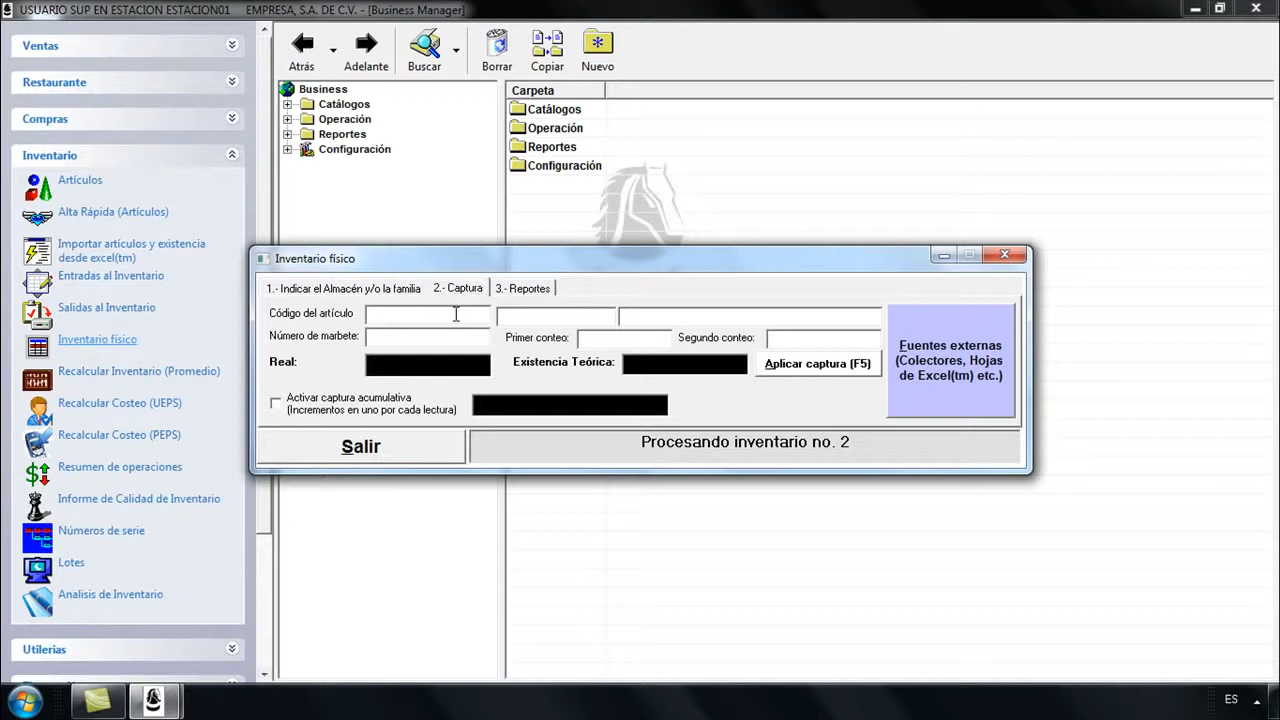 USUARIO SUP EN ESTACION ESTACION01 EMPRESA, S.A. DE C.V. - [Business Manager]
Ventas
Restaurante
Compras
Inventario
Artículos
Alta Rápida (Artículos)
Importar artículos y existencia
desde excel(tm)
Entradas al Inventario
Salidas al Inventario
Inventario físico
Recalcular Inventario (Promedio)
Recalcular Costeo (UEPS)
Recalcular Costeo (PEPS)
Resumen de operaciones
Informe de Calidad de Inventario
Números de serie
Lotes
Analisis de Inventario
Utilerias
Atrás
Adelante
Buscar
Borrar
Copiar
Nuevo
Business
Catálogos
Operación
Reportes
Configuración
Carpeta
Catálogos
Operación
Reportes
Configuración
Inventario físico
1.- Indicar el Almacén y/o la familia
2.- Captura
3.- Reportes
Código del artículo
Número de marbete:
Primer conteo:
Segundo conteo:
Real:
Existencia Teórica:
Aplicar captura (F5)
Activar captura acumulativa
(Incrementos en uno por cada lectura)
Fuentes externas
(Colectores, Hojas
de Excel(tm) etc.)
Salir
Procesando inventario no. 2
ES